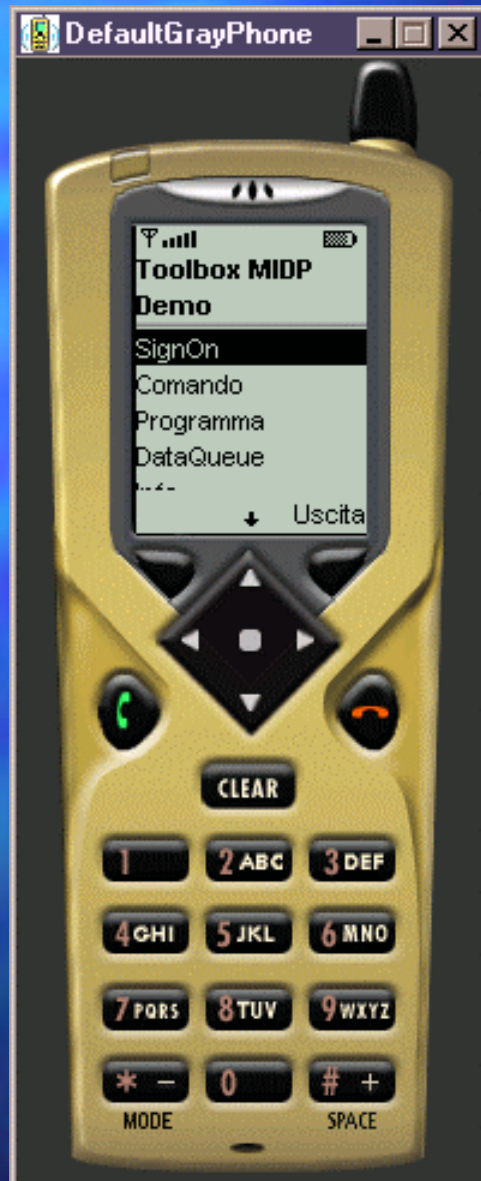 DefaultGrayPhone
Toolbox MIDP
Demo
SignOn
Comando
Programma
DataQueue
Uscita
CLEAR
1 2 ABC 3 DEF
4 GHI 5 JKL 6 MNO
7 PQRS 8 TUV 9 WXYZ
* - 0 # +
MODE SPACE